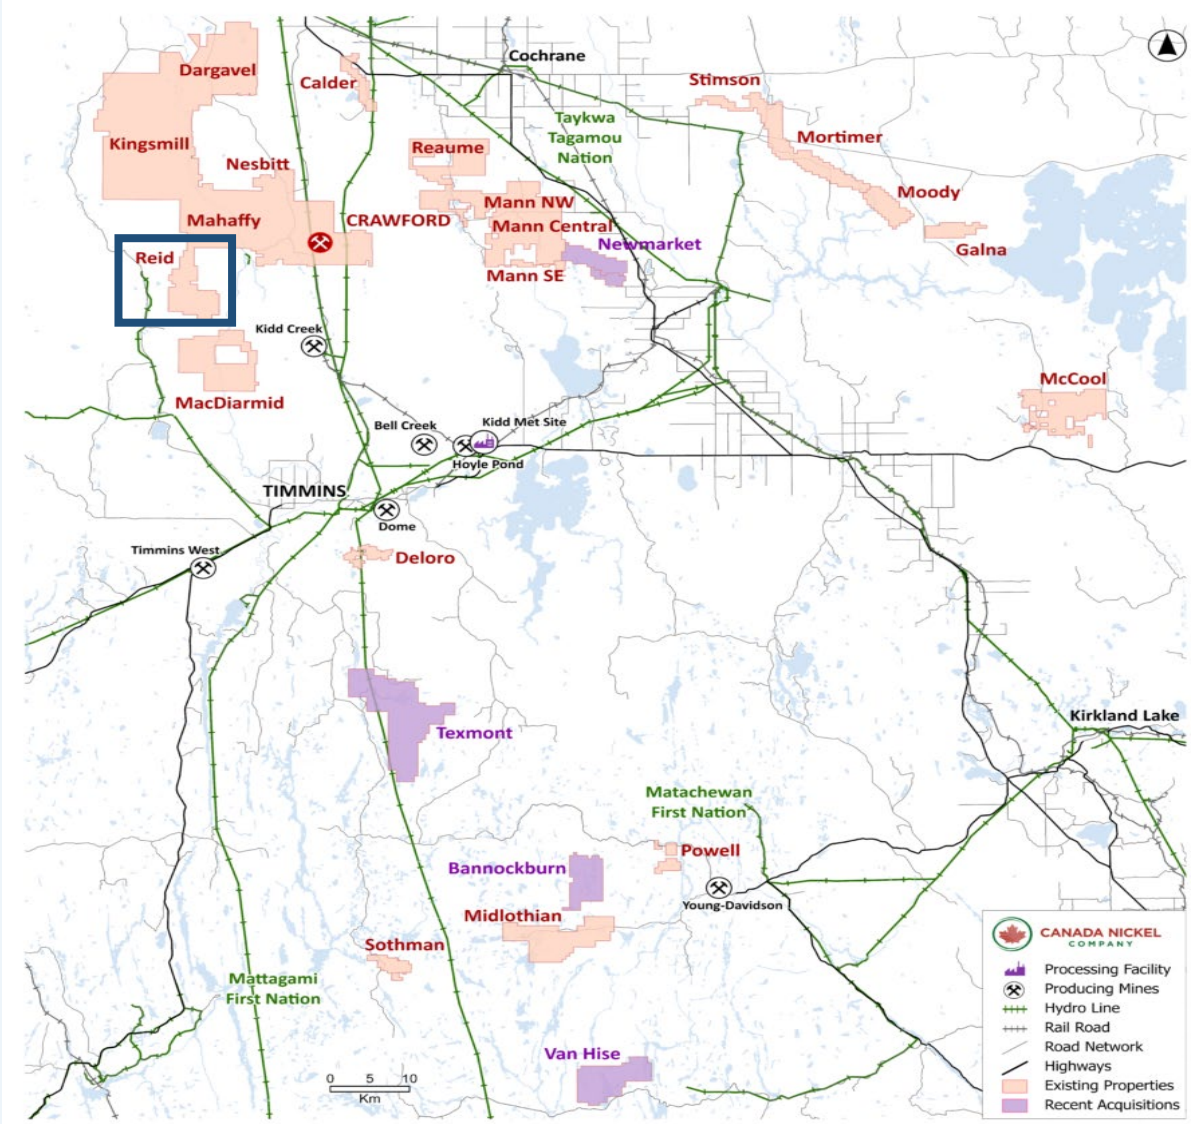 Cochrane
Dargavel
Calder
Stimson
Taykwa
Tagamou
Nation
Kingsmill
Reaume
Mortimer
Nesbitt
Mann NW
Moody
Mahaffy
CRAWFORD
Mann Central
Newmarket
Galna
Reid
Mann SE
Kidd Creek
McCool
MacDiarmid
Bell Creek
Kidd Met Site
Hoyle Pond
TIMMINS
Dome
Timmins West
Deloro
Kirkland Lake
Texmont
Matachewan
First Nation
Powell
Bannockburn
Young-Davidson
Midlothian
Sothman
Mattagami
First Nation
Van Hise
0 5 10
Km
CANADA NICKEL
COMPANY
Processing Facility
Producing Mines
Hydro Line
Rail Road
Road Network
Highways
Existing Properties
Recent Acquisitions